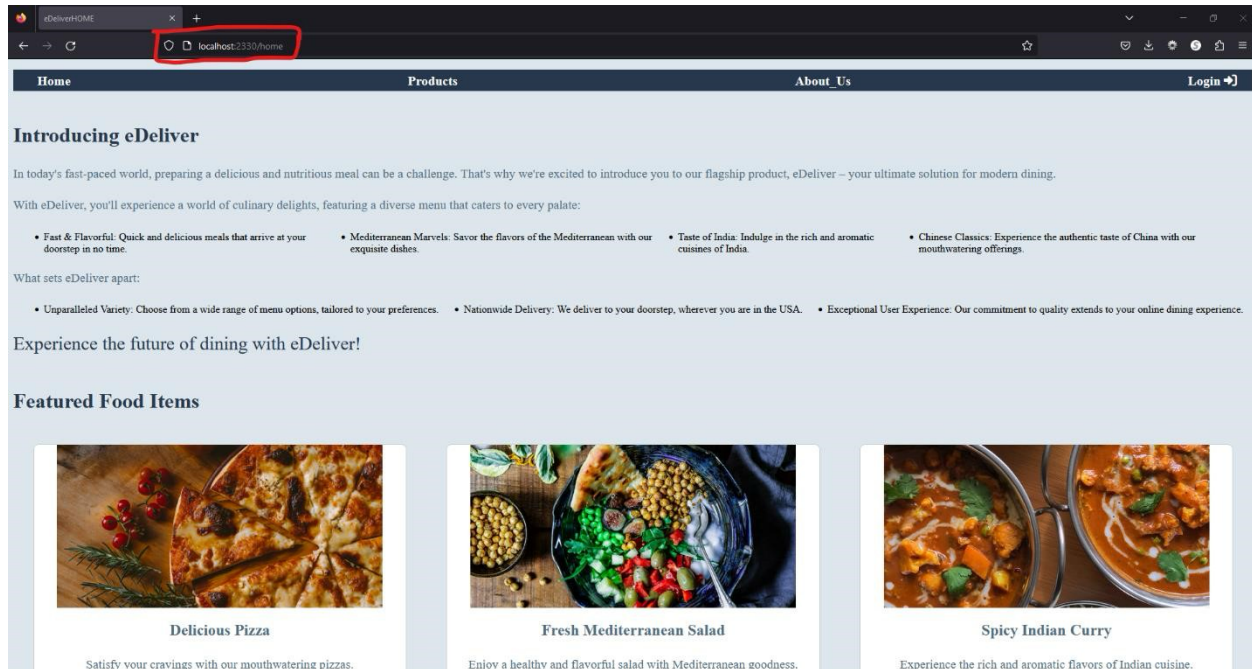 eDeliverHOME
localhost:2330/home
Home Products About_Us Login
Introducing eDeliver
In today's fast-paced world, preparing a delicious and nutritious meal can be a challenge. That's why we're excited to introduce you to our flagship product, eDeliver – your ultimate solution for modern dining.
With eDeliver, you'll experience a world of culinary delights, featuring a diverse menu that caters to every palate:
• Fast & Flavorful: Quick and delicious meals that arrive at your
doorstep in no time.
• Mediterranean Marvels: Savor the flavors of the Mediterranean with our
exquisite dishes.
• Taste of India: Indulge in the rich and aromatic
cuisines of India.
• Chinese Classics: Experience the authentic taste of China with our
mouthwatering offerings.
What sets eDeliver apart:
• Unparalleled Variety: Choose from a wide range of menu options, tailored to your preferences.
• Nationwide Delivery: We deliver to your doorstep, wherever you are in the USA.
• Exceptional User Experience: Our commitment to quality extends to your online dining experience.
Experience the future of dining with eDeliver!
Featured Food Items
Delicious Pizza
Satisfy your cravings with our mouthwatering pizzas.
Fresh Mediterranean Salad
Enjoy a healthy and flavorful salad with Mediterranean goodness.
Spicy Indian Curry
Experience the rich and aromatic flavors of Indian cuisine.